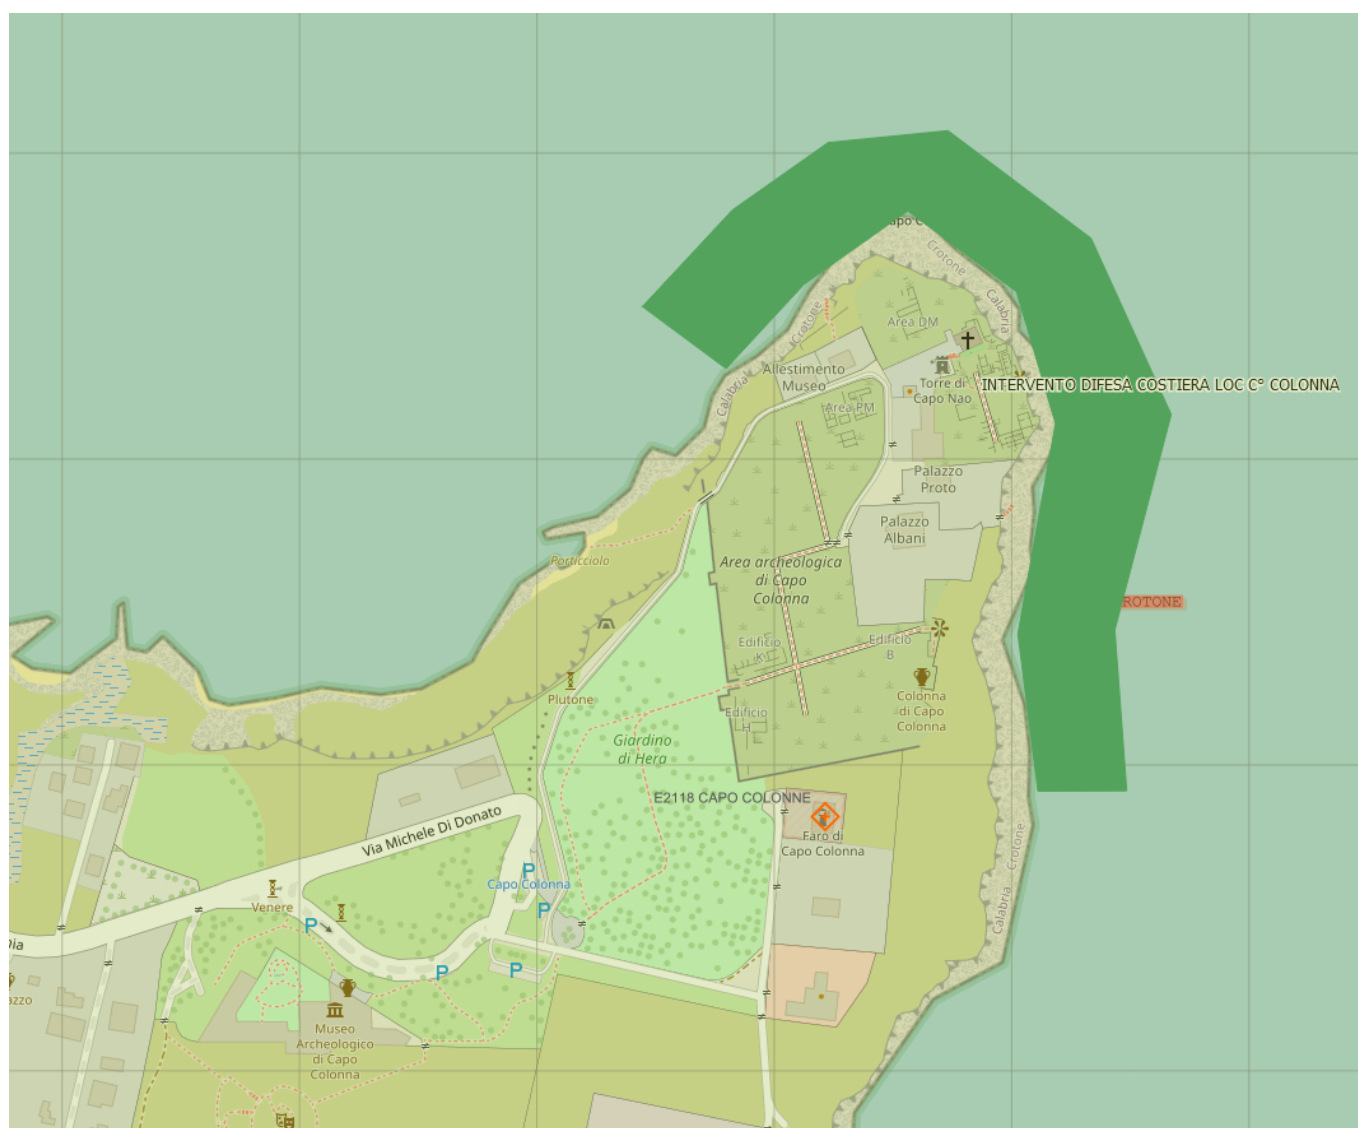 apo C
Crotone
Calabria
Area DM
Crotone
Allestimento
Museo
Torre di
Capo Nao
INTERVENTO DIFESA COSTIERA LOC C° COLONNA
Calabria
Area PM
Palazzo
Proto
Palazzo
Albani
Porticciolo
Area archeologica
di Capo
Colonna
ROTONE
Edificio
K
Edificio
B
Plutone
Colonna
di Capo
Colonna
Edificio
H
Giardino
di Hera
E2118 CAPO COLONNE
Via Michele Di Donato
Faro di
Capo Colonna
Crotone
Calabria
P
Capo Colonna
P
Venere
P
P
P
Dia
azzo
Museo
Archeologico
di Capo
Colonna